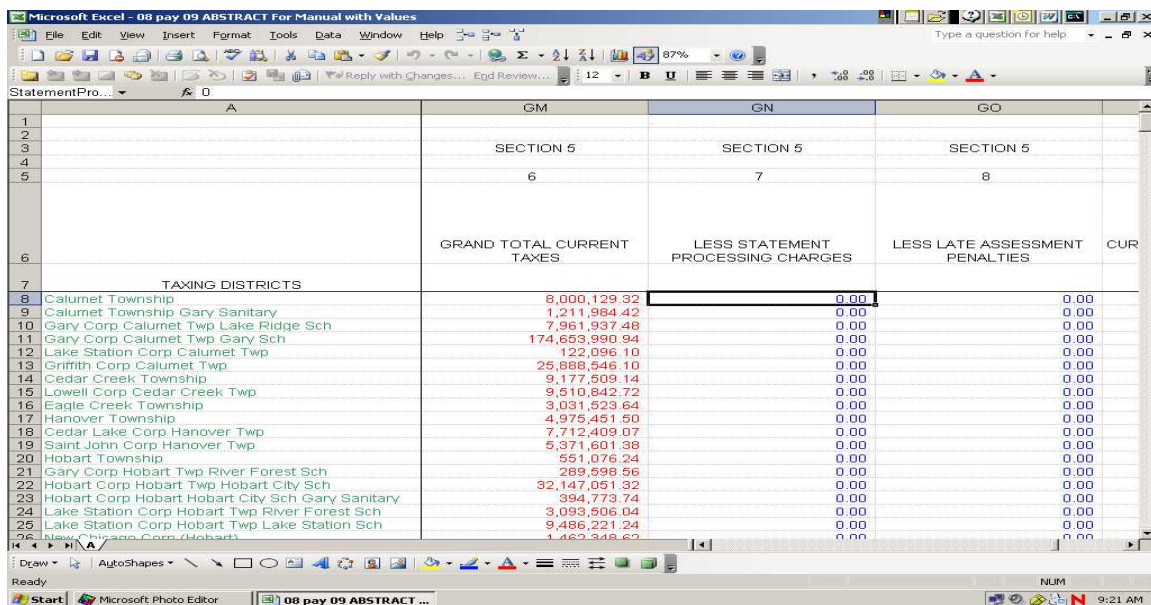 Microsoft Excel - 08 pay 09 ABSTRACT For Manual with Values
File Edit View Insert Format Tools Data Window Help Type a question for help
87%
Reply with Changes... End Review... 12 B U
StatementPro... fx 0
A GM GN GO
1
2
3 SECTION 5 SECTION 5 SECTION 5
4
5 6 7 8
GRAND TOTAL CURRENT LESS STATEMENT LESS LATE ASSESSMENT CUR
6 TAXES PROCESSING CHARGES PENALTIES
7 TAXING DISTRICTS
8 Calumet Township 8,000,129.32 0.00 0.00
9 Calumet Township Gary Sanitary 1,211,984.42 0.00 0.00
10 Gary Corp Calumet Twp Lake Ridge Sch 7,961,937.48 0.00 0.00
11 Gary Corp Calumet Twp Gary Sch 174,653,990.94 0.00 0.00
12 Lake Station Corp Calumet Twp 122,096.10 0.00 0.00
13 Griffith Corp Calumet Twp 25,888,546.10 0.00 0.00
14 Cedar Creek Township 9,177,509.14 0.00 0.00
15 Lowell Corp Cedar Creek Twp 9,510,842.72 0.00 0.00
16 Eagle Creek Township 3,031,523.64 0.00 0.00
17 Hanover Township 4,975,451.50 0.00 0.00
18 Cedar Lake Corp Hanover Twp 7,712,409.07 0.00 0.00
19 Saint John Corp Hanover Twp 5,371,601.38 0.00 0.00
20 Hobart Township 551,076.24 0.00 0.00
21 Gary Corp Hobart Twp River Forest Sch 289,598.56 0.00 0.00
22 Hobart Corp Hobart Twp Hobart City Sch 32,147,051.32 0.00 0.00
23 Hobart Corp Hobart Hobart City Sch Gary Sanitary 394,773.74 0.00 0.00
24 Lake Station Corp Hobart Twp River Forest Sch 3,093,506.04 0.00 0.00
25 Lake Station Corp Hobart Twp Lake Station Sch 9,486,221.24 0.00 0.00
26 New Chicago Corp (Hobart) 1,462,348.62 0.00 0.00
A
Draw AutoShapes
Ready NUM
Start Microsoft Photo Editor 08 pay 09 ABSTRACT ... 9:21 AM